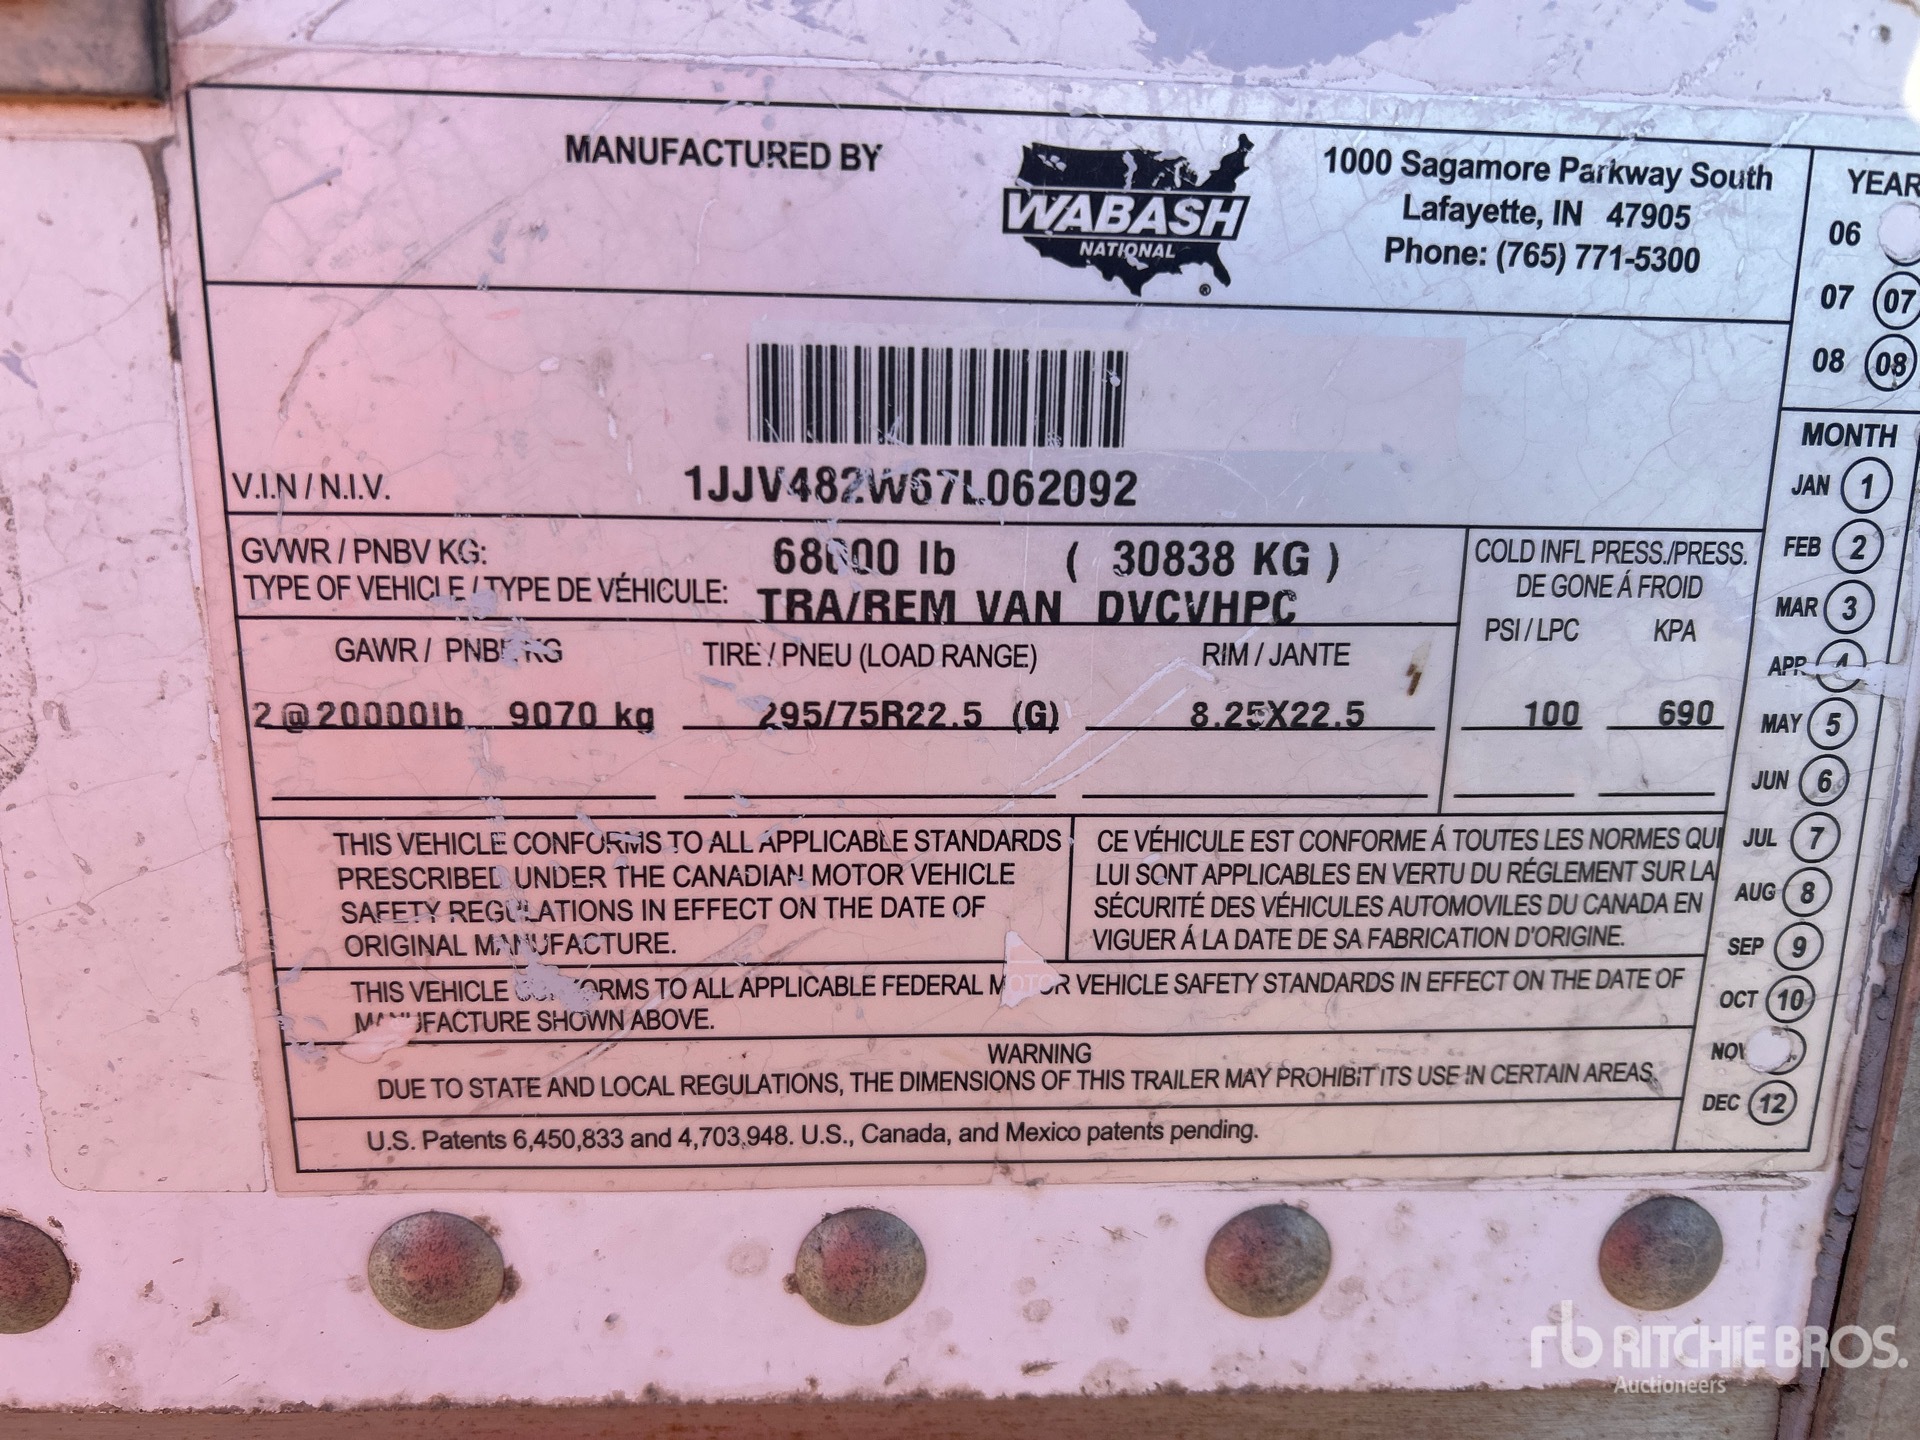 MANUFACTURED BY
WABASH
NATIONAL
®
1000 Sagamore Parkway South
Lafayette, IN 47905
Phone: (765) 771-5300
YEAR
06
07 07
08 08
V.I.N / N.I.V. 1JJV482W67L062092
GVWR / PNBV KG: 68000 lb ( 30838 KG )
TYPE OF VEHICLE / TYPE DE VÉHICULE: TRA/REM VAN DVCVHPC
COLD INFL PRESS./PRESS.
DE GONE Á FROID
PSI / LPC KPA
GAWR / PNBE KG TIRE / PNEU (LOAD RANGE) RIM / JANTE
2 @ 20000lb 9070 kg 295/75R22.5 (G) 8.25X22.5 100 690
MONTH
JAN 1
FEB 2
MAR 3
APR 4
MAY 5
JUN 6
JUL 7
AUG 8
SEP 9
OCT 10
NOV
DEC 12
THIS VEHICLE CONFORMS TO ALL APPLICABLE STANDARDS
PRESCRIBED UNDER THE CANADIAN MOTOR VEHICLE
SAFETY REGULATIONS IN EFFECT ON THE DATE OF
ORIGINAL MANUFACTURE.
CE VÉHICULE EST CONFORME Á TOUTES LES NORMES QUI
LUI SONT APPLICABLES EN VERTU DU RÉGLEMENT SUR LA
SÉCURITÉ DES VÉHICULES AUTOMOVILES DU CANADA EN
VIGUER Á LA DATE DE SA FABRICATION D'ORIGINE.
THIS VEHICLE CONFORMS TO ALL APPLICABLE FEDERAL MOTOR VEHICLE SAFETY STANDARDS IN EFFECT ON THE DATE OF
MANUFACTURE SHOWN ABOVE.
WARNING
DUE TO STATE AND LOCAL REGULATIONS, THE DIMENSIONS OF THIS TRAILER MAY PROHIBIT ITS USE IN CERTAIN AREAS.
U.S. Patents 6,450,833 and 4,703,948. U.S., Canada, and Mexico patents pending.
rb RITCHIE BROS.
Auctioneers